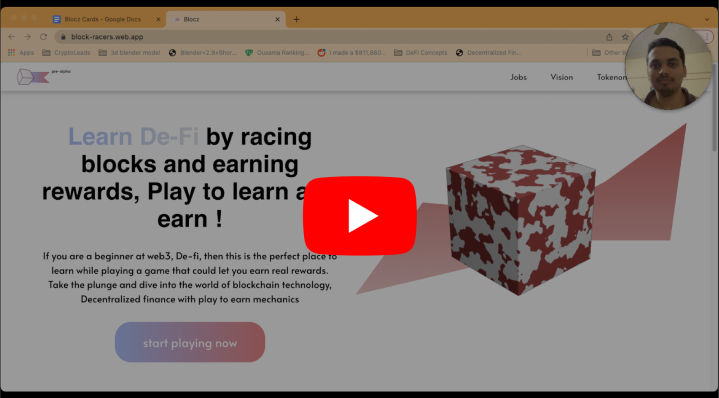 Blocz Cards - Google Docs
Blocz
block-racers.web.app
Apps
CryptoLeads
3d blender model
Blender<2.9+Shor...
Ousama Ranking...
I made a $811,980...
DeFi Concepts
Decentralized Fin...
Other
pre-alpha
Jobs
Vision
Learn De-Fi by racing
blocks and earning
rewards, Play to learn
earn !
If you are a beginner at web3, De-fi, then this is the perfect place to
learn while playing a game that could let you earn real rewards.
Take the plunge and dive into the world of blockchain technology,
Decentralized finance with play to earn mechanics
start playing now